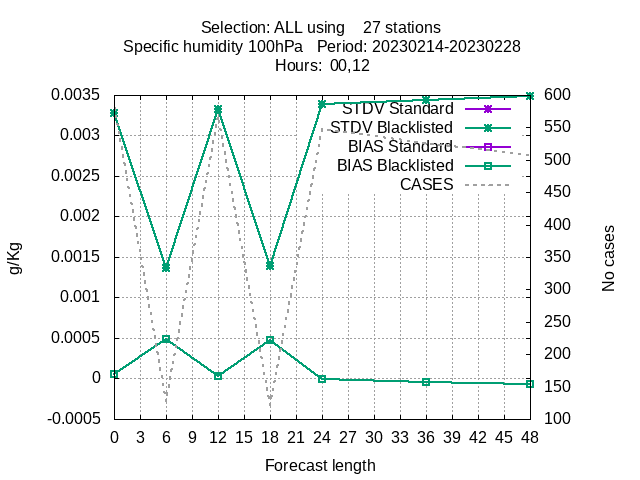 Selection: ALL using    27 stations
Specific humidity 100hPa   Period: 20230214-20230228
Hours:  00,12
0.0035
0.003
0.0025
0.002
0.0015
0.001
0.0005
0
-0.0005
g/Kg
STDV Standard
STDV Blacklisted
BIAS Standard
BIAS Blacklisted
CASES
600
550
500
450
400
350
300
250
200
150
100
No cases
0 3 6 9 12 15 18 21 24 27 30 33 36 39 42 45 48
Forecast length